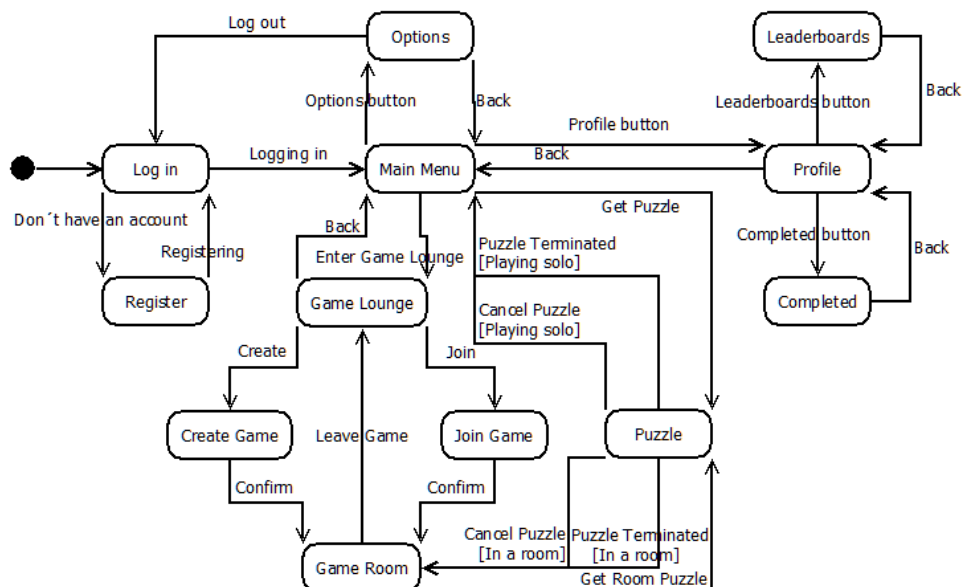 Log out
Options
Leaderboards
Options button
Back
Leaderboards button
Back
Profile button
Log in
Logging in
Main Menu
Back
Profile
Don´t have an account
Registering
Back
Enter Game Lounge
Get Puzzle
Puzzle Terminated
[Playing solo]
Completed button
Back
Register
Game Lounge
Cancel Puzzle
[Playing solo]
Completed
Create
Join
Create Game
Leave Game
Join Game
Puzzle
Confirm
Confirm
Cancel Puzzle
[In a room]
Puzzle Terminated
[In a room]
Game Room
Get Room Puzzle